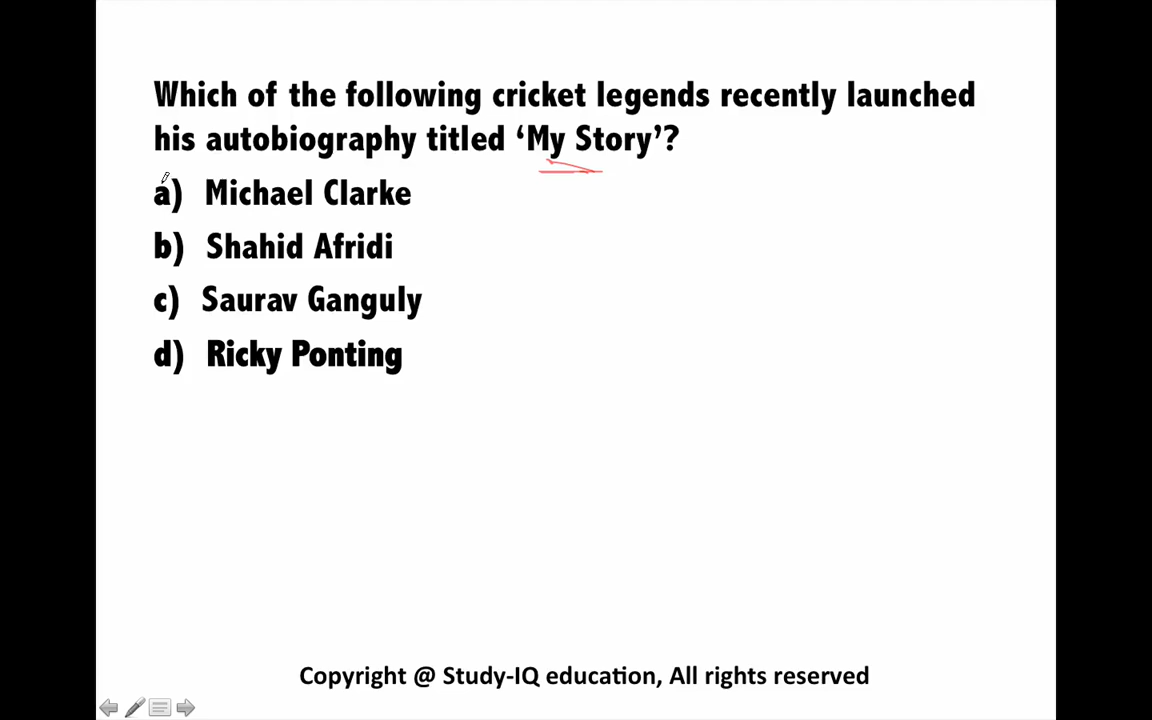 Which of the following cricket legends recently launched
his autobiography titled ‘My Story’?
a) Michael Clarke
b) Shahid Afridi
c) Saurav Ganguly
d) Ricky Ponting
Copyright @ Study-IQ education, All rights reserved